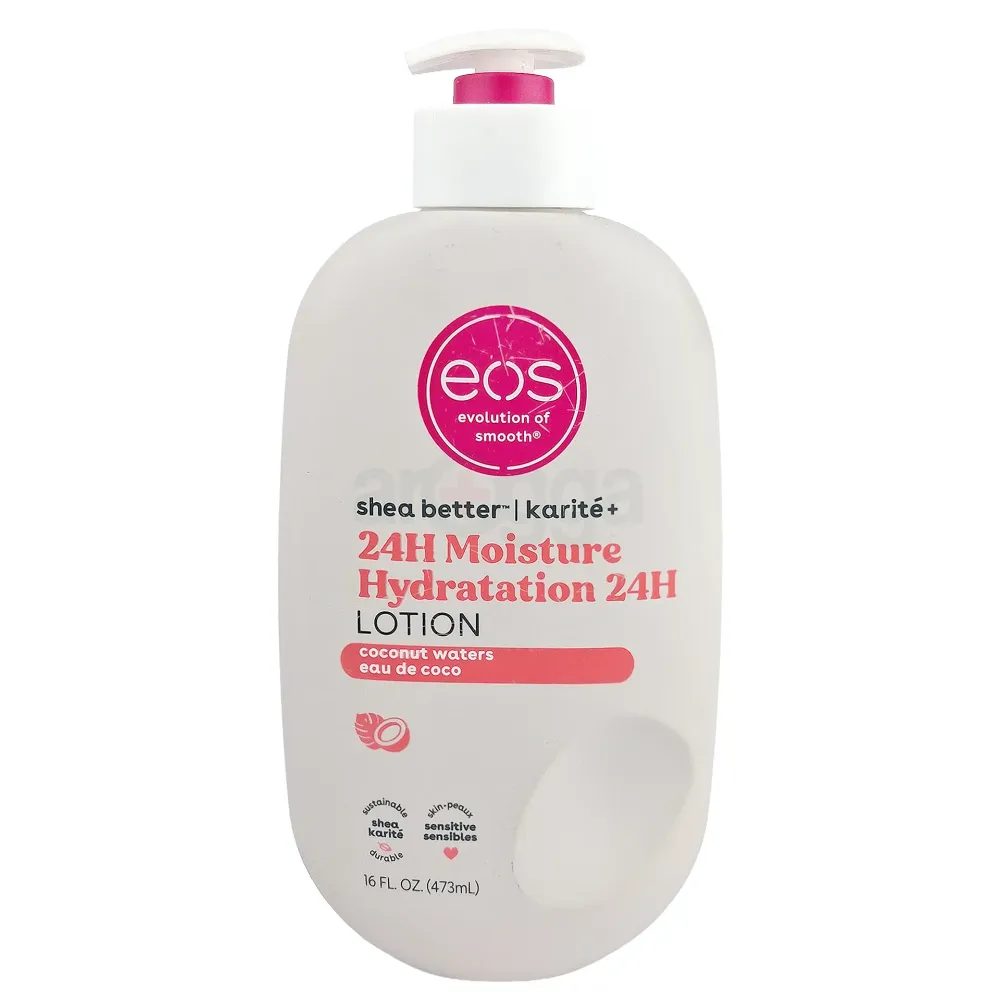 eos
evolution of
smooth®
arogga
shea better™ | karité+
24H Moisture
Hydratation 24H
LOTION
coconut waters
eau de coco
sustainable
shea
karité
durable
skin•peaux
sensitive
sensibles
16 FL. OZ. (473mL)